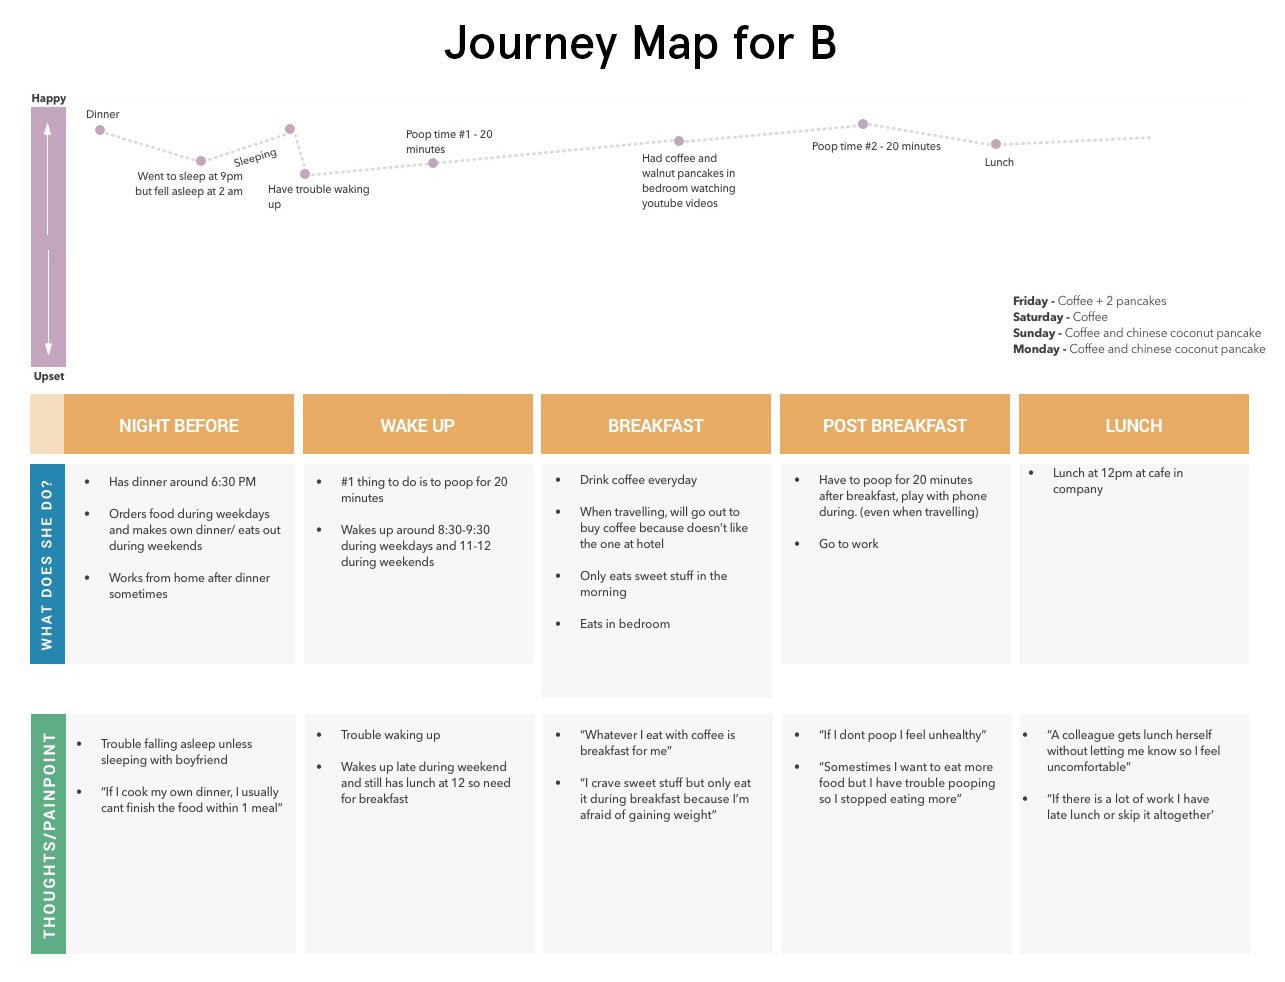 Journey Map for B
Happy
Dinner
Sleeping
Went to sleep at 9pm
but fell asleep at 2 am
Have trouble waking
up
Poop time #1 - 20
minutes
Had coffee and
walnut pancakes in
bedroom watching
youtube videos
Poop time #2 - 20 minutes
Lunch
Friday - Coffee + 2 pancakes
Saturday - Coffee
Sunday - Coffee and chinese coconut pancake
Monday - Coffee and chinese coconut pancake
Upset
NIGHT BEFORE
WAKE UP
BREAKFAST
POST BREAKFAST
LUNCH
WHAT DOES SHE DO?
• Has dinner around 6:30 PM
• Orders food during weekdays
and makes own dinner/ eats out
during weekends
• Works from home after dinner
sometimes
• #1 thing to do is to poop for 20
minutes
• Wakes up around 8:30-9:30
during weekdays and 11-12
during weekends
• Drink coffee everyday
• When travelling, will go out to
buy coffee because doesn’t like
the one at hotel
• Only eats sweet stuff in the
morning
• Eats in bedroom
• Have to poop for 20 minutes
after breakfast, play with phone
during. (even when travelling)
• Go to work
• Lunch at 12pm at cafe in
company
THOUGHTS/PAINPOINT
• Trouble falling asleep unless
sleeping with boyfriend
• “If I cook my own dinner, I usually
cant finish the food within 1 meal”
• Trouble waking up
• Wakes up late during weekend
and still has lunch at 12 so need
for breakfast
• “Whatever I eat with coffee is
breakfast for me”
• “I crave sweet stuff but only eat
it during breakfast because I’m
afraid of gaining weight”
• “If I dont poop I feel unhealthy”
• “Somestimes I want to eat more
food but I have trouble pooping
so I stopped eating more”
• “A colleague gets lunch herself
without letting me know so I feel
uncomfortable”
• “If there is a lot of work I have
late lunch or skip it altogether’